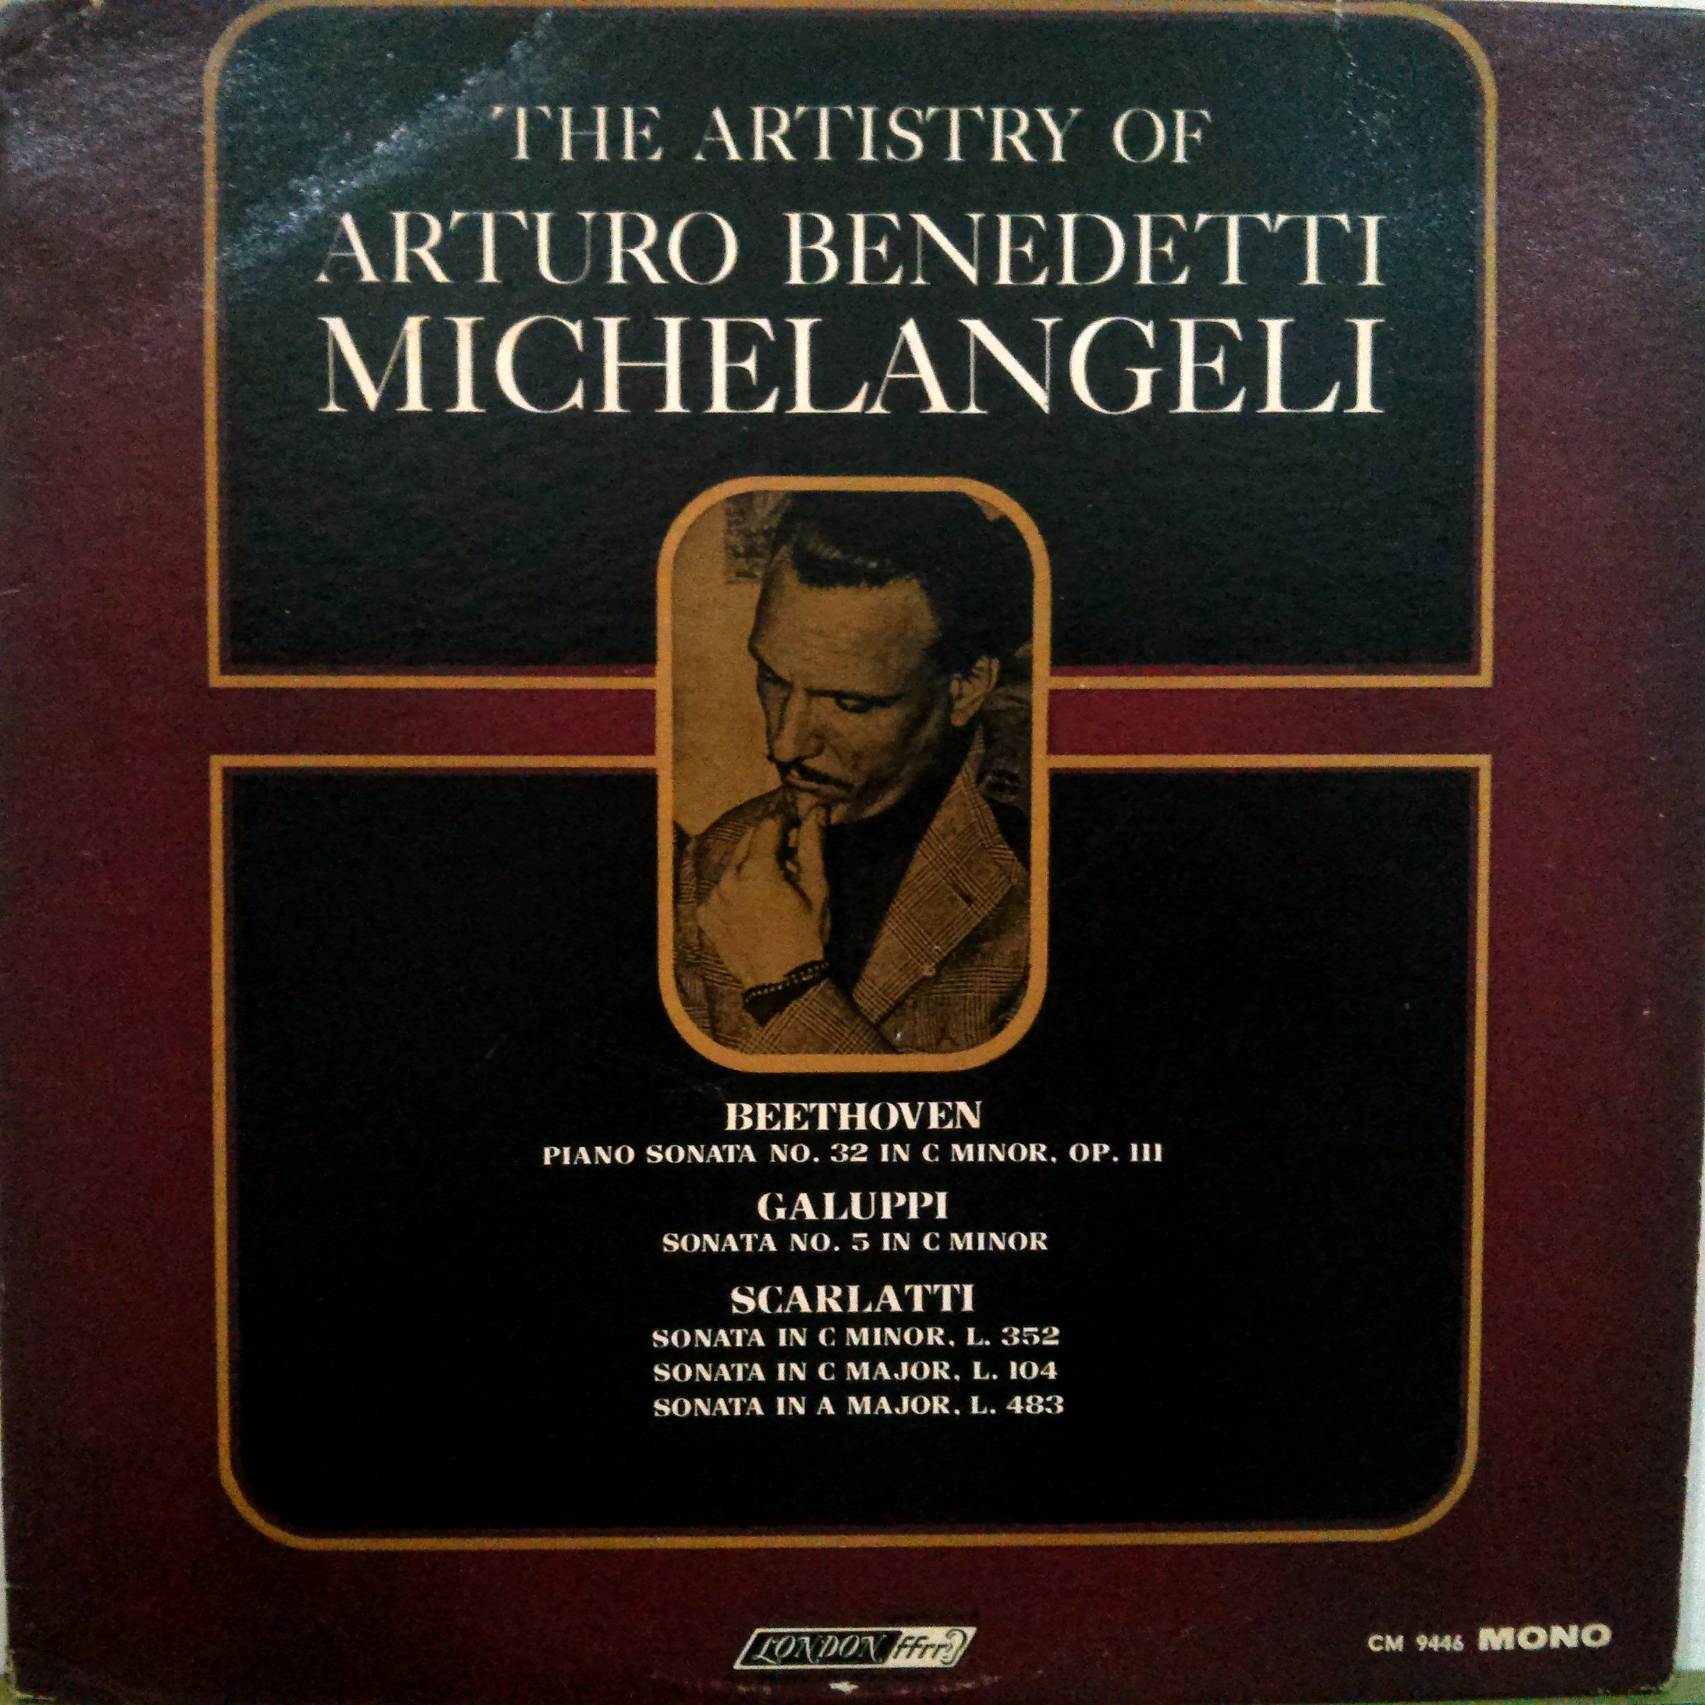 THE ARTISTRY OF
ARTURO BENEDETTI
MICHELANGELI
BEETHOVEN
PIANO SONATA NO. 32 IN C MINOR, OP. 111
GALUPPI
SONATA NO. 5 IN C MINOR
SCARLATTI
SONATA IN C MINOR, L. 352
SONATA IN C MAJOR, L. 104
SONATA IN A MAJOR, L. 483
LONDON ffrr
CM 9446 MONO